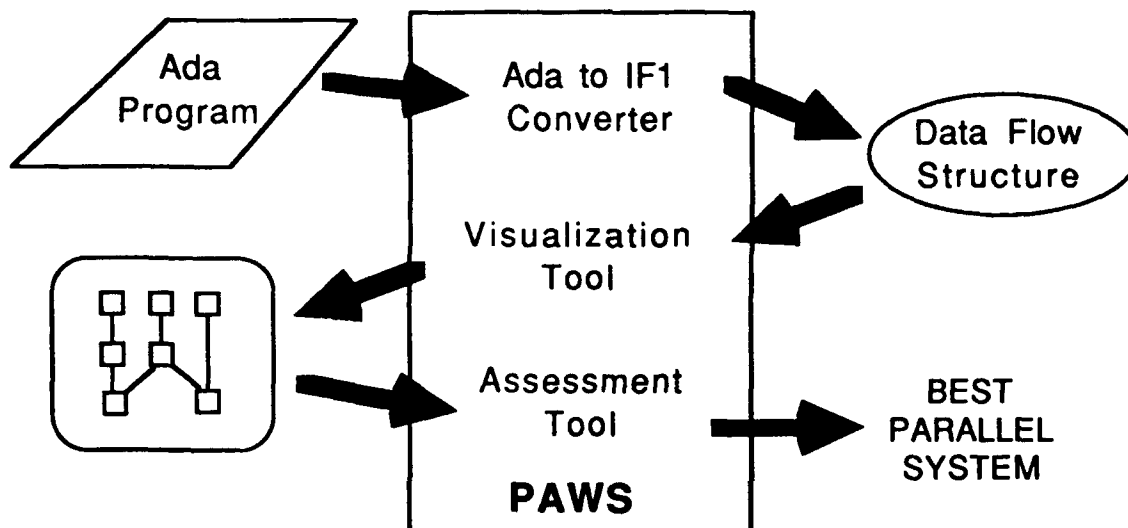 Ada
Program
Ada to IF1
Converter
Data Flow
Structure
Visualization
Tool
Assessment
Tool
BEST
PARALLEL
SYSTEM
PAWS